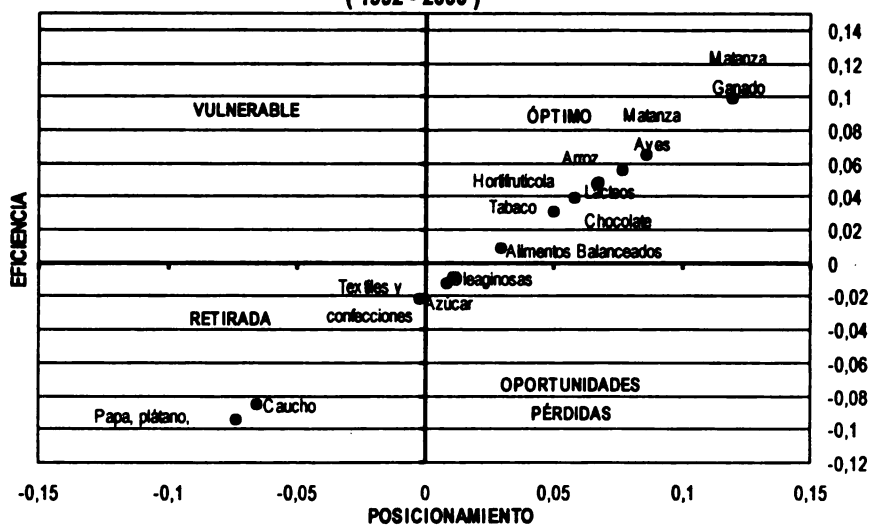 0,14
Matanza
0,12
Ganado
0,1
VULNERABLE
ÓPTIMO
Matanza
0,08
Aves
Arroz
0,06
Hortifrutícola
Lácteos
0,04
Tabaco
Chocolate
0,02
Alimentos Balanceados
0
EFICIENCIA
leaginosas
Textiles y
-0,02
Azúcar
confecciones
RETIRADA
-0,04
-0,06
OPORTUNIDADES
-0,08
Caucho
Papa, plátano,
PÉRDIDAS
-0,1
-0,12
-0,15 -0,1 -0,05 0 0,05 0,1 0,15
POSICIONAMIENTO